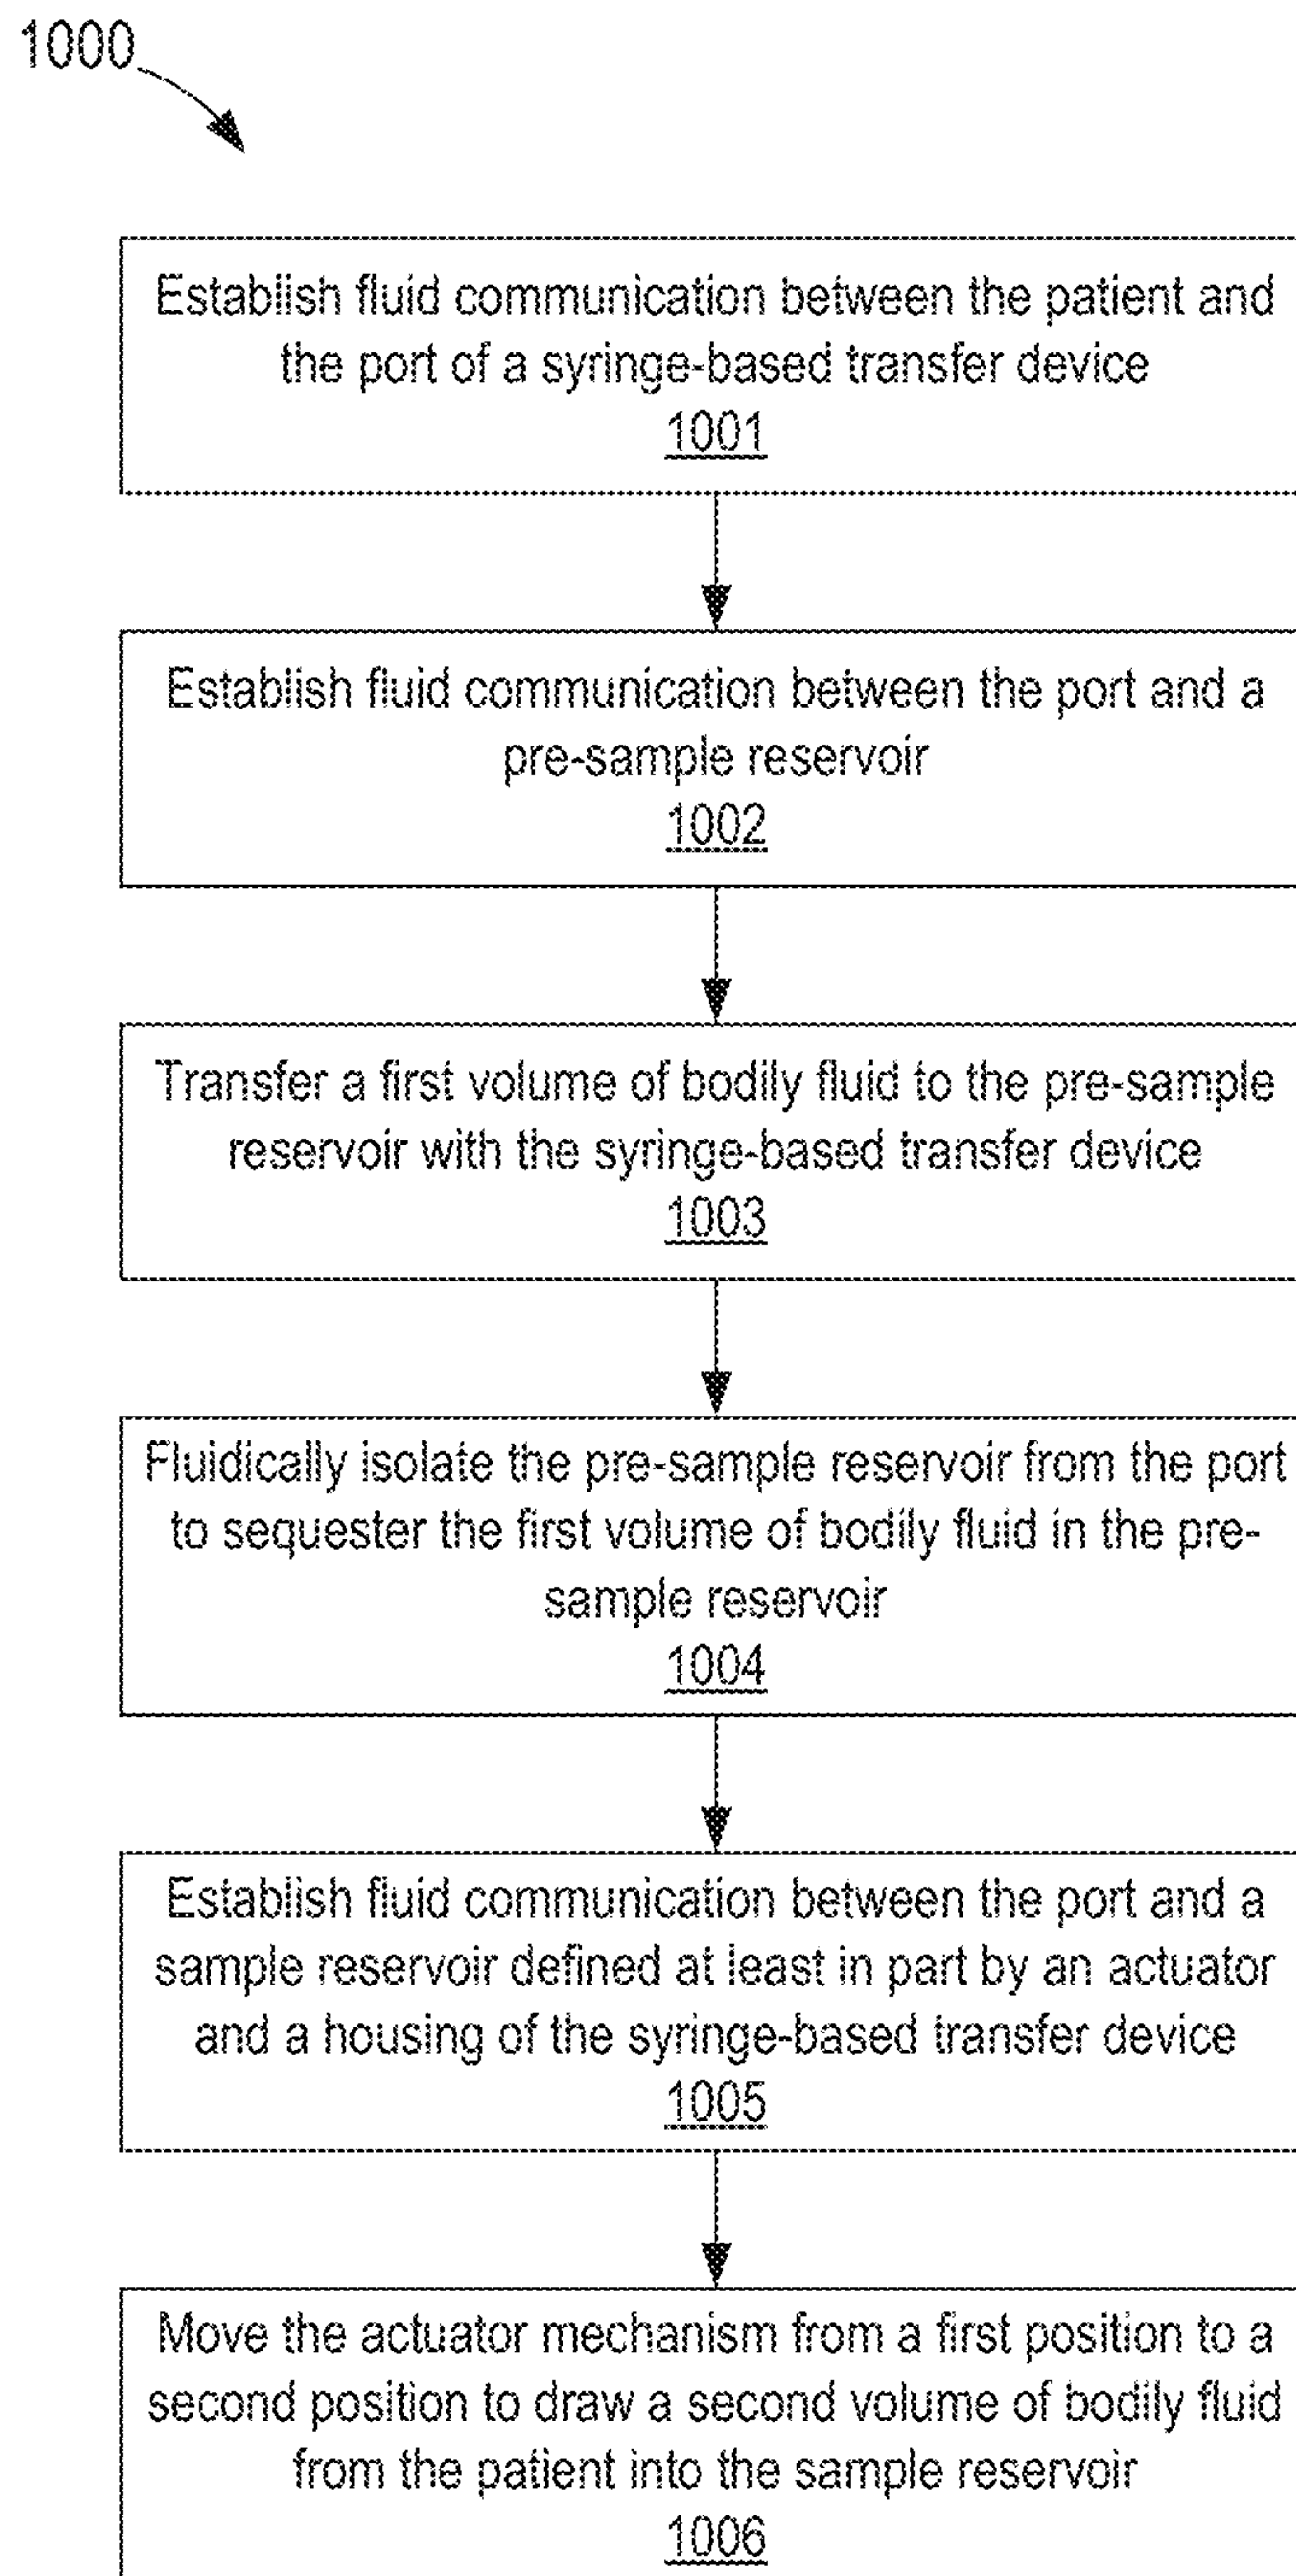 1000
Establish fluid communication between the patient and
the port of a syringe-based transfer device
1001
Establish fluid communication between the port and a
pre-sample reservoir
1002
Transfer a first volume of bodily fluid to the pre-sample
reservoir with the syringe-based transfer device
1003
Fluidically isolate the pre-sample reservoir from the port
to sequester the first volume of bodily fluid in the pre-
sample reservoir
1004
Establish fluid communication between the port and a
sample reservoir defined at least in part by an actuator
and a housing of the syringe-based transfer device
1005
Move the actuator mechanism from a first position to a
second position to draw a second volume of bodily fluid
from the patient into the sample reservoir
1006